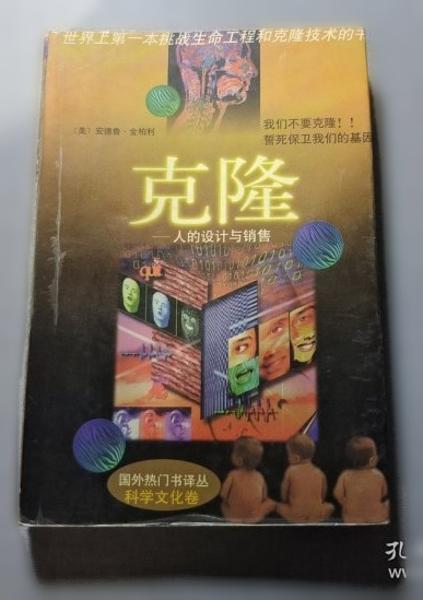 世界上第一本挑战生命工程和克隆技术的书
〔美〕安德鲁·金柏利
我们不要克隆！！
誓死保卫我们的基因
克隆
——人的设计与销售
国外热门书译丛
科学文化卷
孔
w